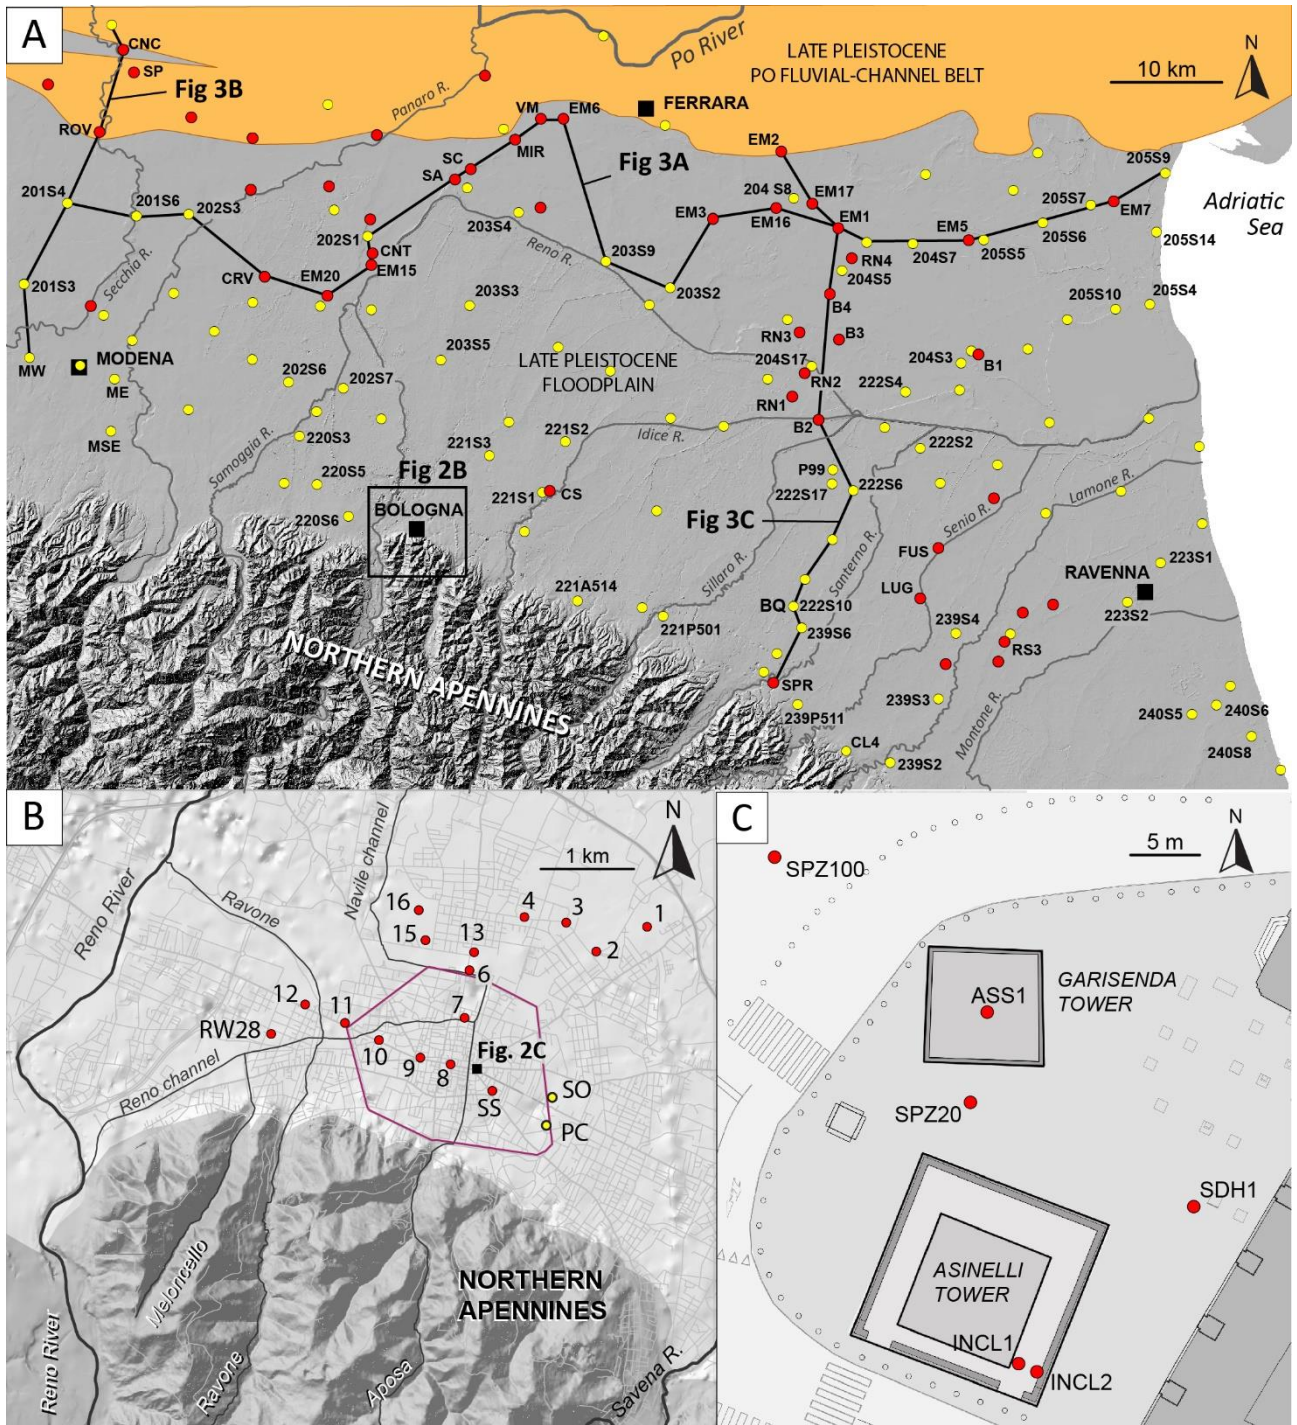 A
CNC
SP
Fig 3B
ROV
Panaro R.
Po River
LATE PLEISTOCENE
PO FLUVIAL-CHANNEL BELT
N
10 km
FERRARA
VM
EM6
MIR
SC
SA
Fig 3A
EM2
204 S8
EM17
EM3
EM16
EM1
205S9
205S7
EM7
Adriatic
Sea
201S4
201S6
202S3
202S1
203S4
Reno R.
203S9
EM5
205S6
205S14
204S7
205S5
RN4
204S5
CNT
EM15
CRV
EM20
Secchia R.
201S3
203S3
203S2
B4
205S10
205S4
RN3
B3
MW
MODENA
ME
MSE
202S6
202S7
203S5
LATE PLEISTOCENE
FLOODPLAIN
204S17
RN2
RN1
204S3
B1
222S4
B2
Samoggia R.
220S3
221S3
221S2
Idice R.
222S2
220S5
Fig 2B
BOLOGNA
220S6
221S1
CS
P99
222S17
222S6
Fig 3C
Lamone R.
Senio R.
FUS
Sillaro R.
Santerno R.
LUG
RAVENNA
223S1
223S2
221A514
221P501
BQ
222S10
239S6
239S4
RS3
NORTHERN APENNINES
SPR
239P511
239S3
Montone R.
CL4
239S2
240S5
240S6
240S8
B
Reno River
Ravone
Navile channel
1 km
N
16
15
4
3
1
13
2
6
12
11
7
RW28
10
9
8
Fig. 2C
SS
SO
PC
Reno channel
Meloncello
Ravone
Aposa
NORTHERN
APENNINES
Reno River
Savena R.
C
SPZ100
5 m
N
GARISENDA
TOWER
ASS1
SPZ20
SDH1
ASINELLI
TOWER
INCL1
INCL2